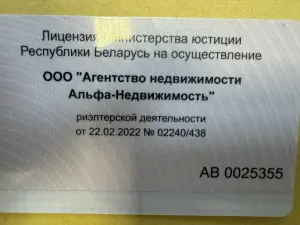 Лицензия Министерства юстиции
Республики Беларусь на осуществление
ООО "Агентство недвижимости
Альфа-Недвижимость"
риэлтерской деятельности
от 22.02.2022 № 02240/438
АВ 0025355